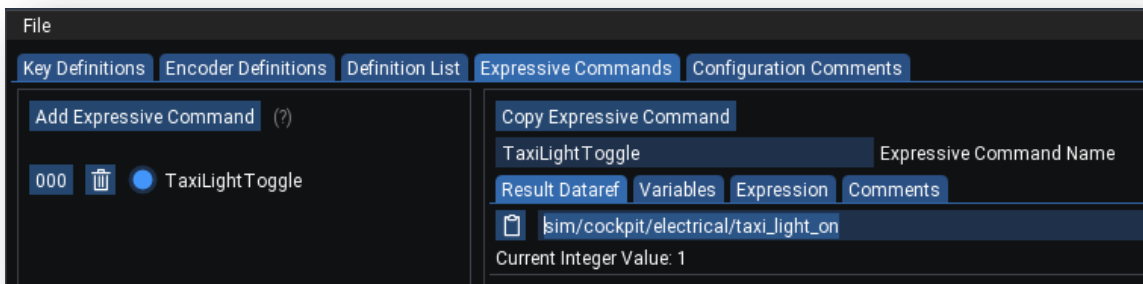 File
Key Definitions Encoder Definitions Definition List Expressive Commands Configuration Comments
Add Expressive Command (?)
000 TaxiLightToggle
Copy Expressive Command
TaxiLightToggle Expressive Command Name
Result Dataref Variables Expression Comments
sim/cockpit/electrical/taxi_light_on
Current Integer Value: 1